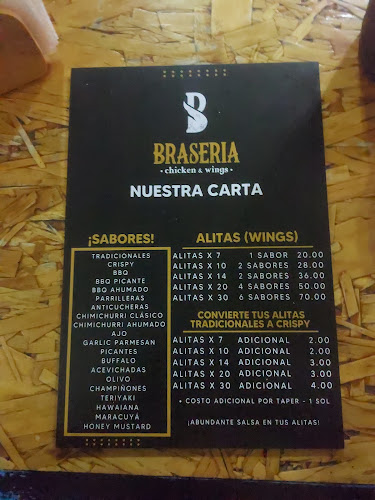 B
BRASERIA
• chicken & wings •
NUESTRA CARTA
¡SABORES!
TRADICIONALES
CRISPY
BBQ
BBQ PICANTE
BBQ AHUMADO
PARRILLERAS
ANTICUCHERAS
CHIMICHURRI CLÁSICO
CHIMICHURRI AHUMADO
AJO
GARLIC PARMESAN
PICANTES
BUFFALO
ACEVICHADAS
OLIVO
CHAMPIÑONES
TERIYAKI
HAWAIANA
MARACUYÁ
HONEY MUSTARD
ALITAS (WINGS)
ALITAS X 7 1 SABOR 20.00
ALITAS X 10 2 SABORES 28.00
ALITAS X 14 2 SABORES 36.00
ALITAS X 20 4 SABORES 50.00
ALITAS X 30 6 SABORES 70.00
CONVIERTE TUS ALITAS
TRADICIONALES A CRISPY
ALITAS X 7 ADICIONAL 2.00
ALITAS X 10 ADICIONAL 2.00
ALITAS X 14 ADICIONAL 3.00
ALITAS X 20 ADICIONAL 3.00
ALITAS X 30 ADICIONAL 4.00
• COSTO ADICIONAL POR TAPER - 1 SOL
¡ABUNDANTE SALSA EN TUS ALITAS!